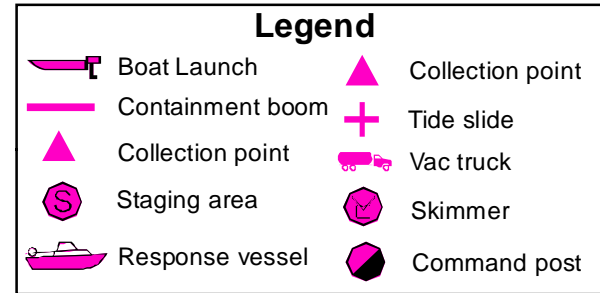 Legend
Boat Launch
Containment boom
Collection point
S Staging area
Response vessel
Collection point
Tide slide
Vac truck
Skimmer
Command post